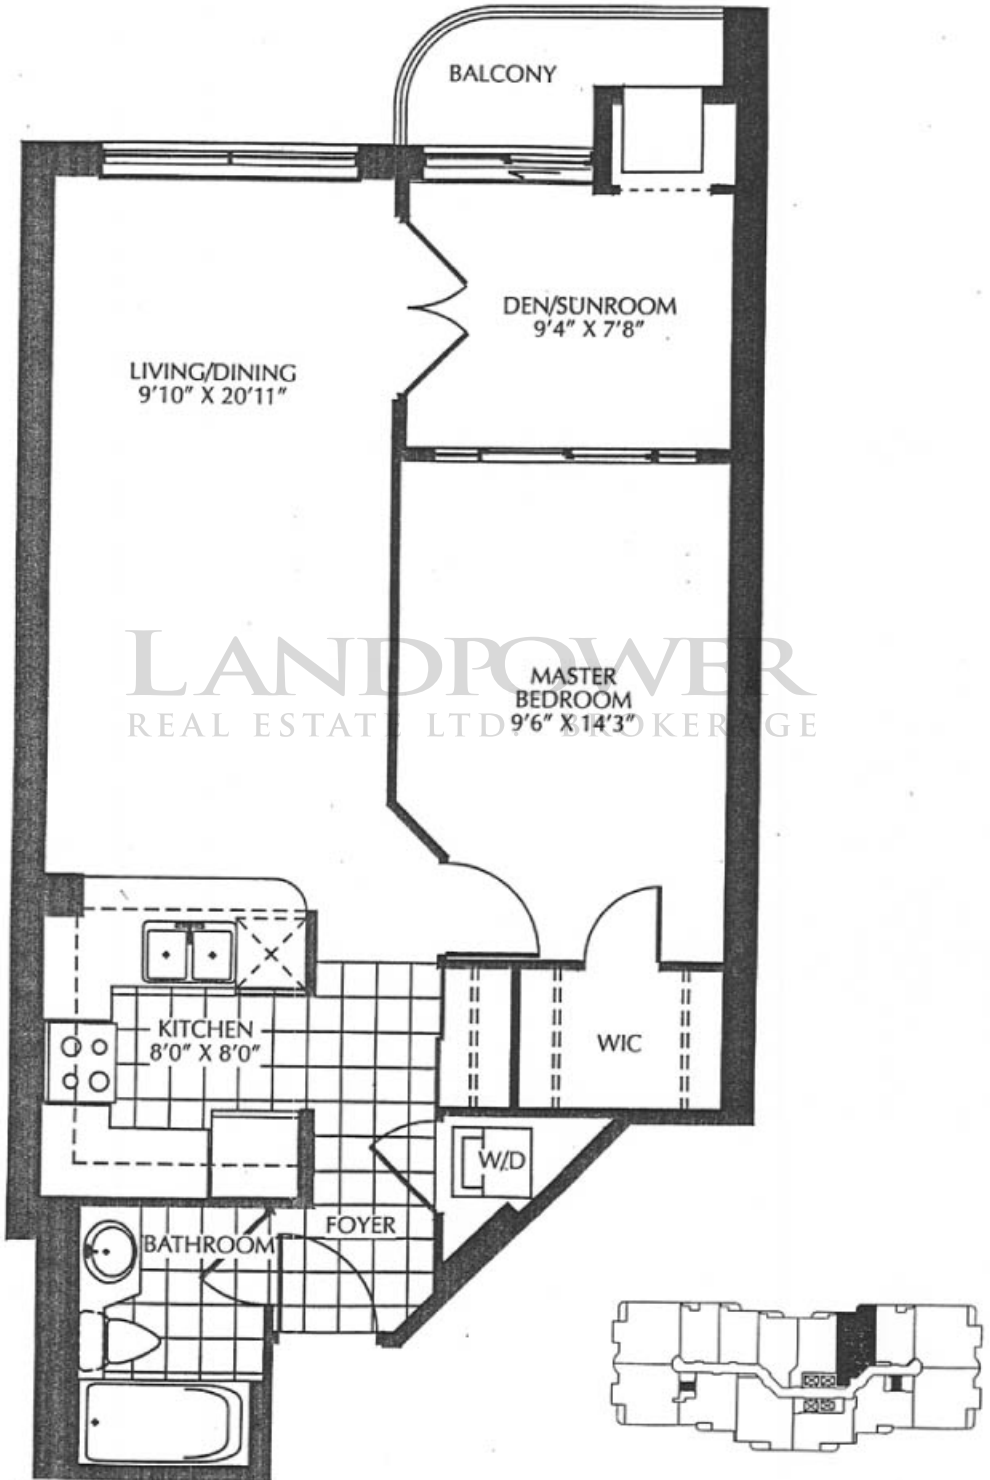 BALCONY
DEN/SUNROOM
9'4" X 7'8"
LIVING/DINING
9'10" X 20'11"
LANDPOWER
REAL ESTATE LTD. BROKERAGE
MASTER
BEDROOM
9'6" X 14'3"
KITCHEN
8'0" X 8'0"
WIC
W/D
FOYER
BATHROOM